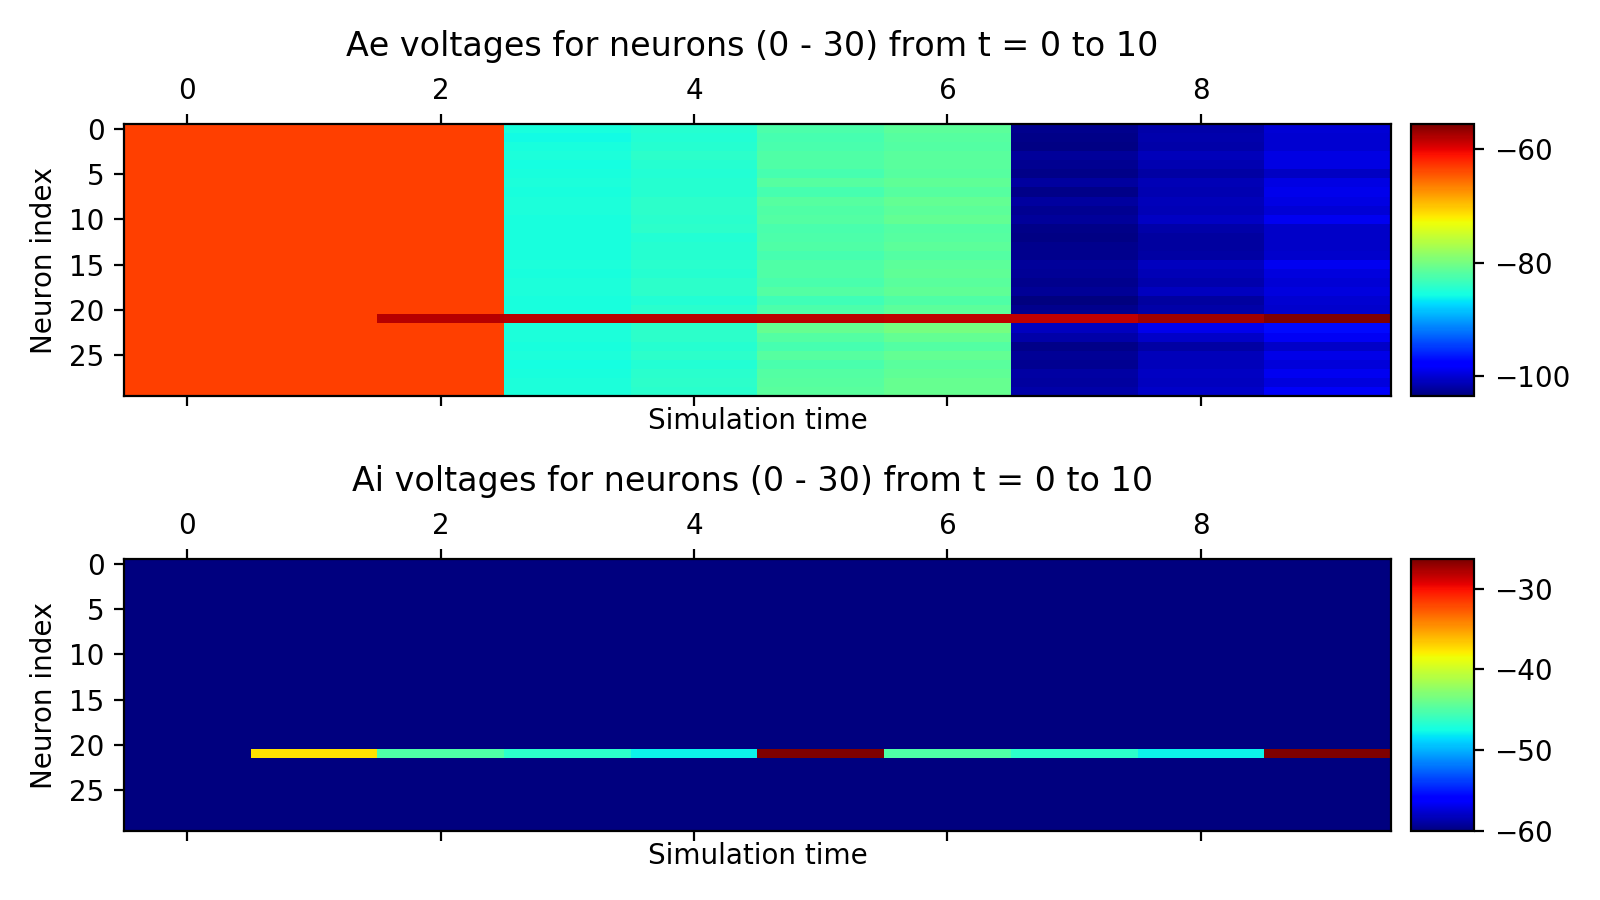 Ae voltages for neurons (0 - 30) from t = 0 to 10
0 2 4 6 8
0
5
10
15
20
25
Neuron index
Simulation time
−60
−80
−100
Ai voltages for neurons (0 - 30) from t = 0 to 10
0 2 4 6 8
0
5
10
15
20
25
Neuron index
Simulation time
−30
−40
−50
−60